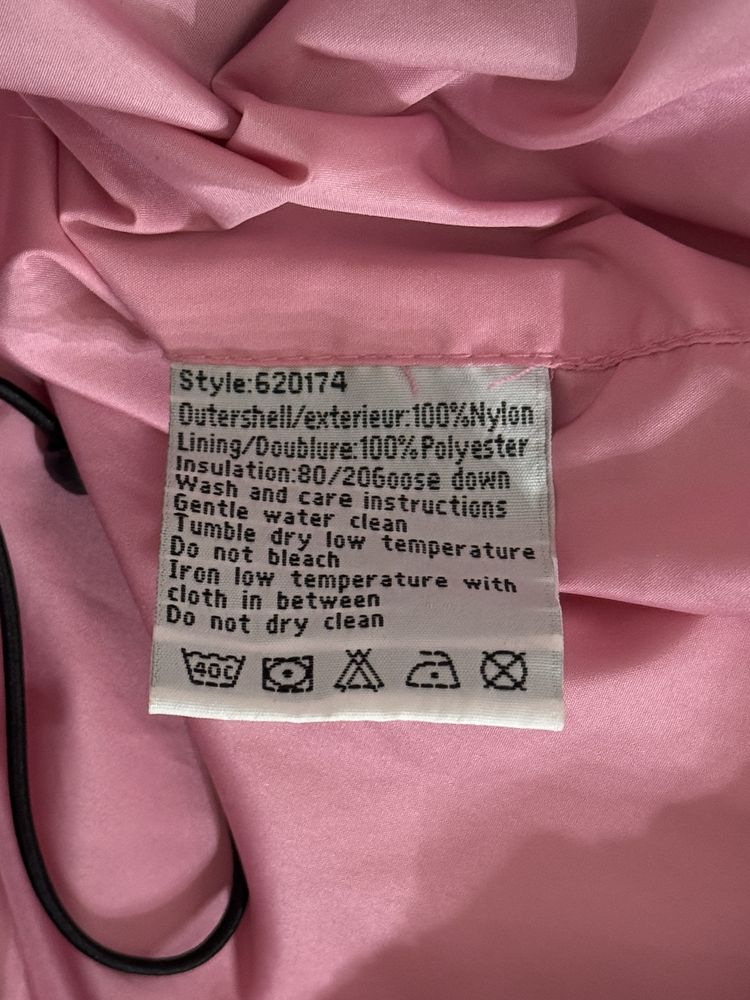 Style:620174
Outershell/exterieur:100%Nylon
Lining/Doublure:100%Polyester
Insulation:80/20Goose down
Wash and care instructions
Gentle water clean
Tumble dry low temperature
Do not bleach
Iron low temperature with
cloth in between
Do not dry clean
40C